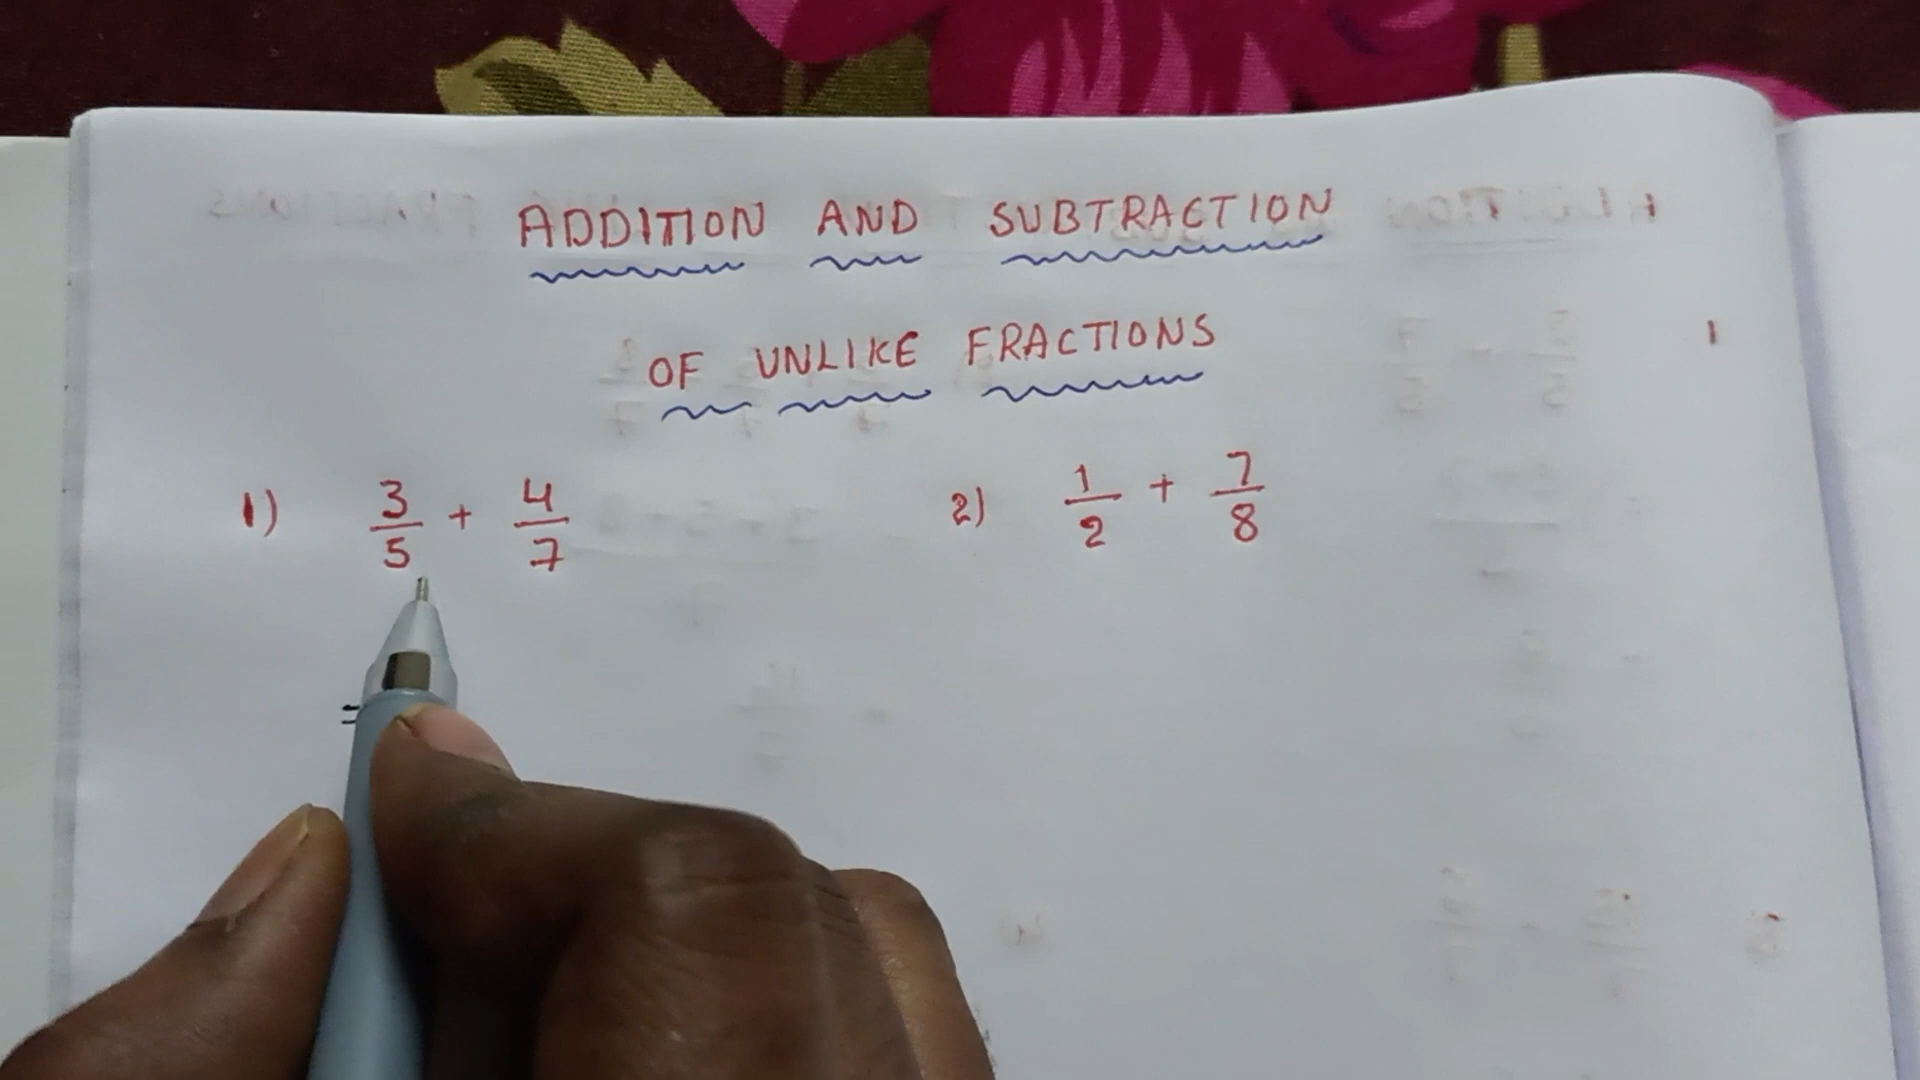 ADDITION AND SUBTRACTION
OF UNLIKE FRACTIONS
1) 3/5 + 4/7
2) 1/2 + 7/8
=